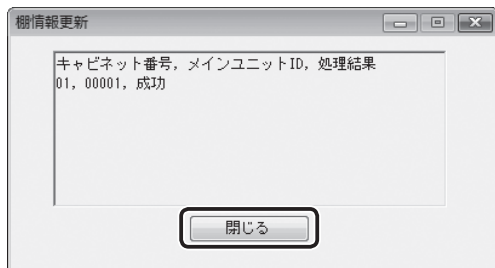 棚情報更新
キャビネット番号, メインユニットID, 処理結果
01, 00001, 成功
閉じる